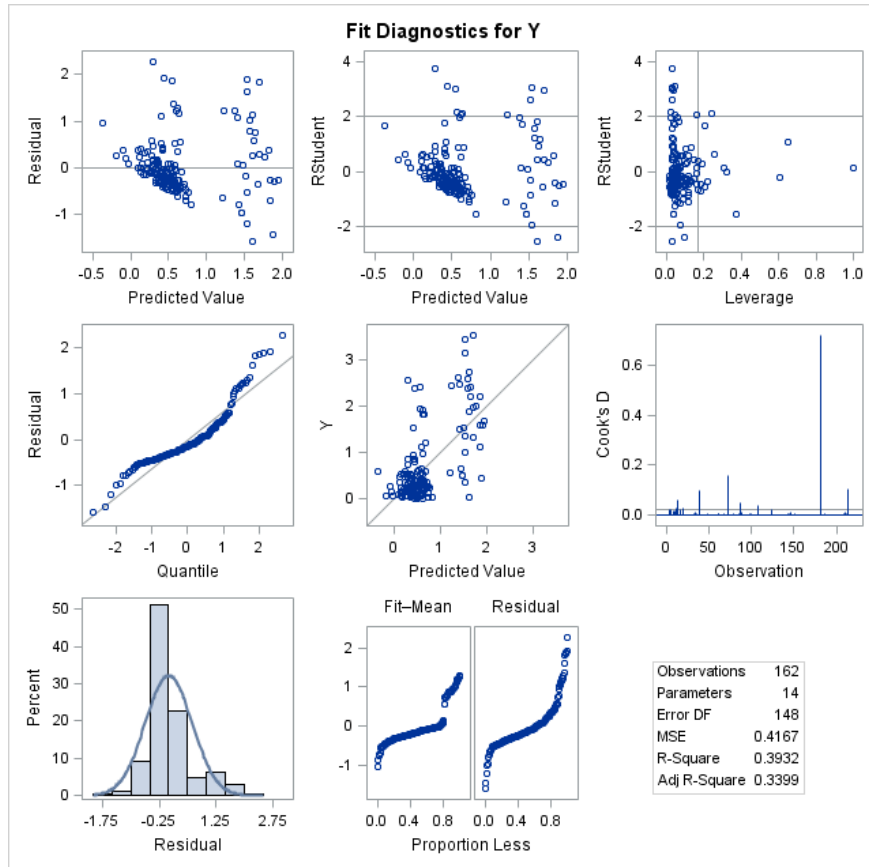 Fit Diagnostics for Y
Residual
2
1
0
-1
-0.5 0.0 0.5 1.0 1.5 2.0
Predicted Value
RStudent
4
2
0
-2
-0.5 0.0 0.5 1.0 1.5 2.0
Predicted Value
RStudent
4
2
0
-2
0.0 0.2 0.4 0.6 0.8 1.0
Leverage
Residual
2
1
0
-1
-2 -1 0 1 2
Quantile
Y
3
2
1
0
0 1 2 3
Predicted Value
Cook's D
0.6
0.4
0.2
0.0
0 50 100 150 200
Observation
Percent
50
40
30
20
10
0
-1.75 -0.25 1.25 2.75
Residual
Fit–Mean Residual
2
1
0
-1
0.0 0.4 0.8 0.0 0.4 0.8
Proportion Less
Observations 162
Parameters 14
Error DF 148
MSE 0.4167
R-Square 0.3932
Adj R-Square 0.3399